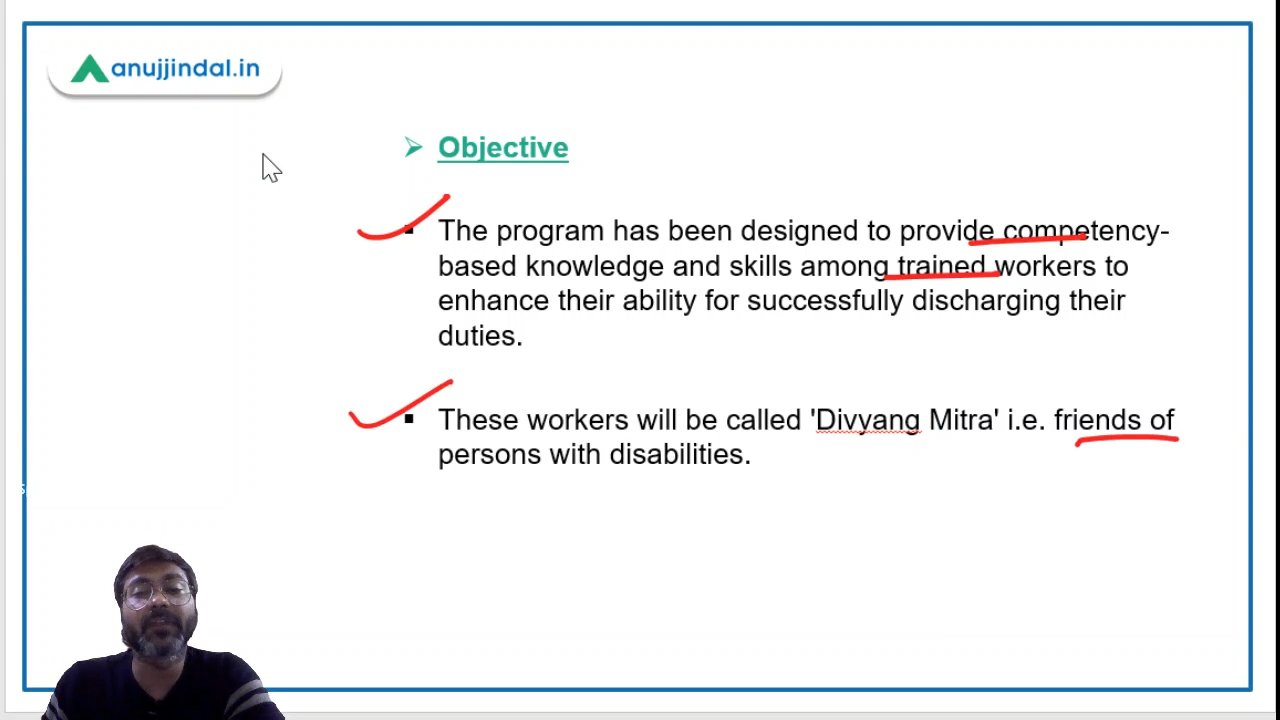 anujjindal.in
Objective
The program has been designed to provide competency-
based knowledge and skills among trained workers to
enhance their ability for successfully discharging their
duties.
These workers will be called 'Divyang Mitra' i.e. friends of
persons with disabilities.